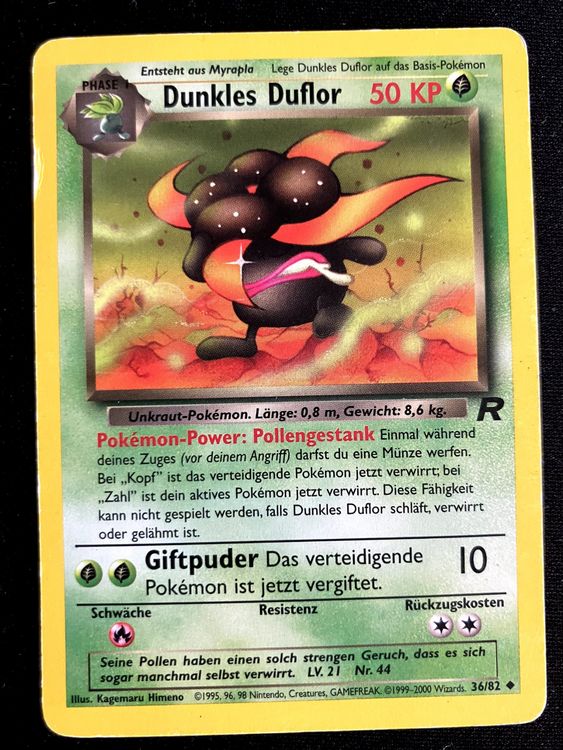 Entsteht aus Myrapla Lege Dunkles Duflor auf das Basis-Pokémon
PHASE 1
Dunkles Duflor 50 KP
Unkraut-Pokémon. Länge: 0,8 m, Gewicht: 8,6 kg.
R
Pokémon-Power: Pollengestank Einmal während
deines Zuges (vor deinem Angriff) darfst du eine Münze werfen.
Bei „Kopf" ist das verteidigende Pokémon jetzt verwirrt; bei
„Zahl" ist dein aktives Pokémon jetzt verwirrt. Diese Fähigkeit
kann nicht gespielt werden, falls Dunkles Duflor schläft, verwirrt
oder gelähmt ist.
Giftpuder Das verteidigende 10
Pokémon ist jetzt vergiftet.
Schwäche Resistenz Rückzugskosten
Seine Pollen haben einen solch strengen Geruch, dass es sich
sogar manchmal selbst verwirrt. LV. 21 Nr. 44
Illus. Kagemaru Himeno ©1995, 96, 98 Nintendo, Creatures, GAMEFREAK. ©1999-2000 Wizards. 36/82